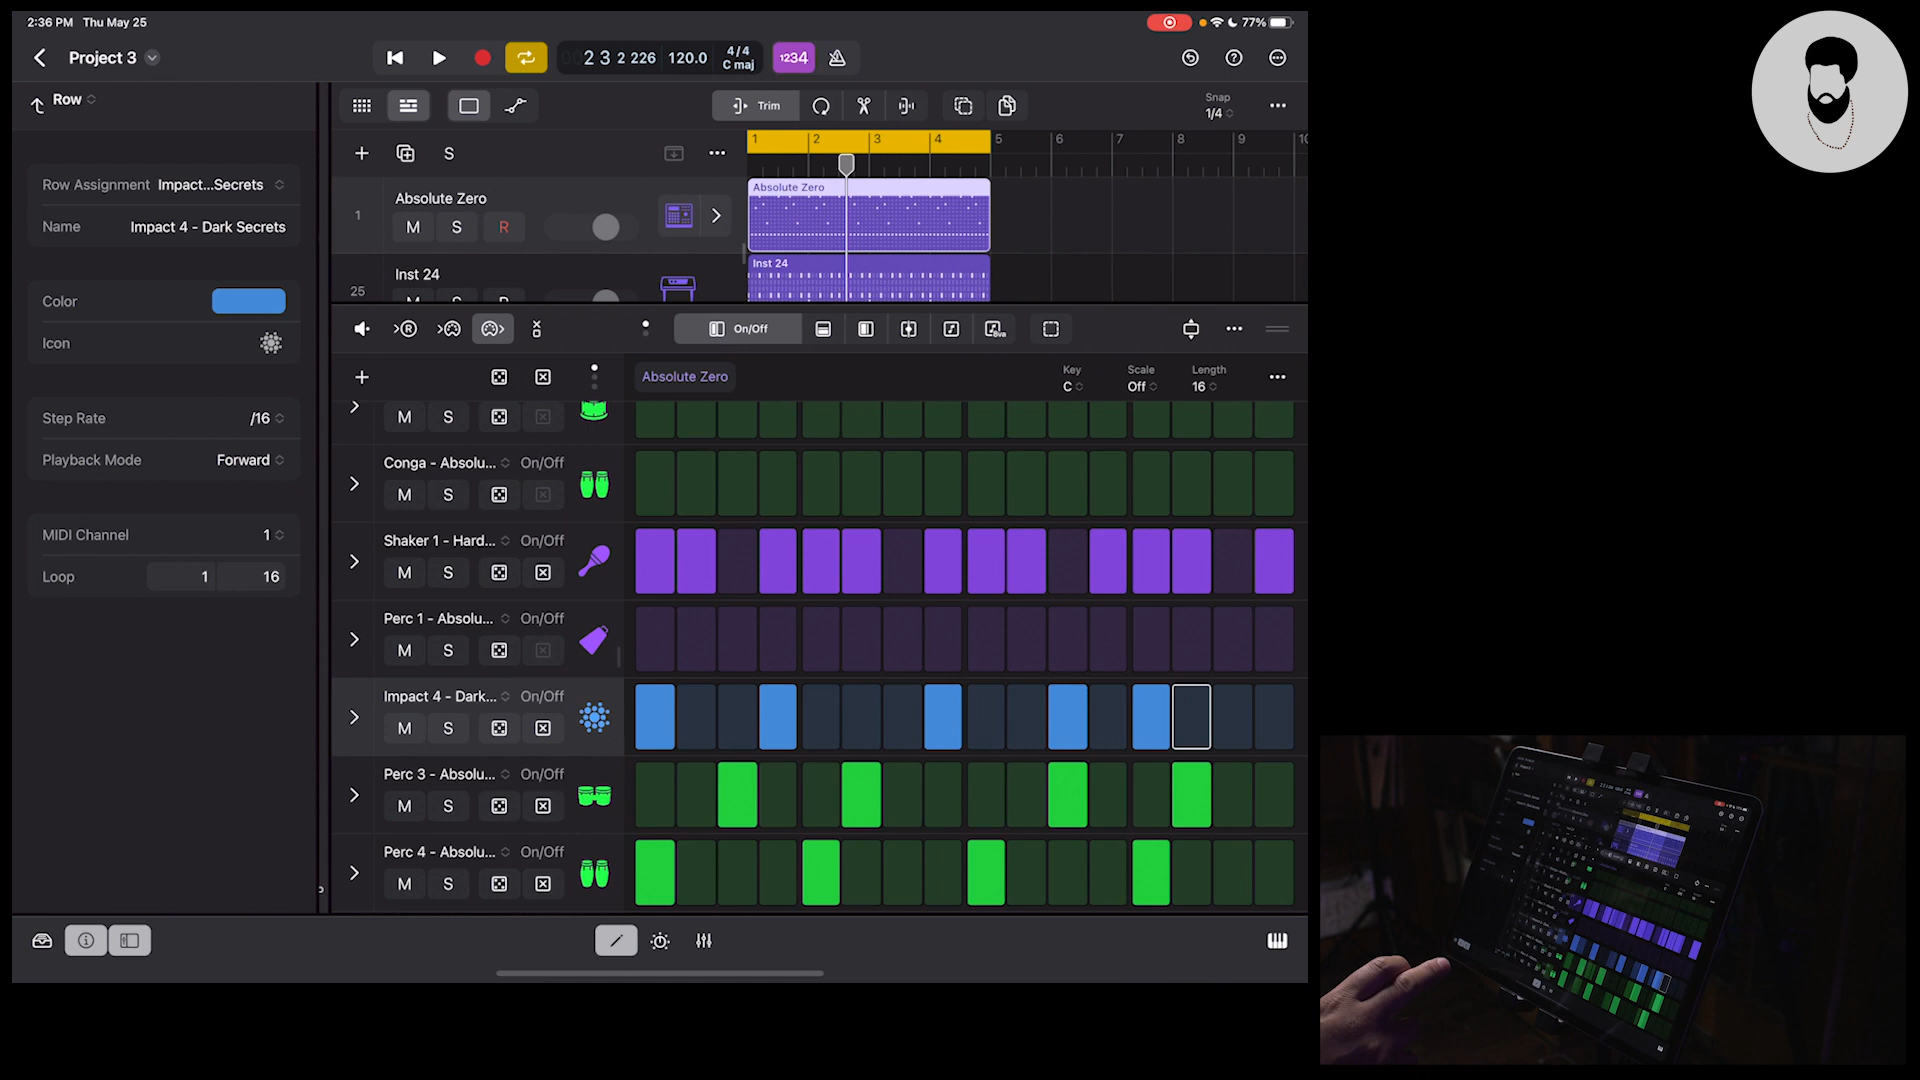 2:36 PM Thu May 25
77%
Project 3
2 3 2 226
120.0
4/4
C maj
1234
Row
Trim
Snap
1/4
S
1 2 3 4 5 6 7 8 9 10
Row Assignment Impact...Secrets
Name Impact 4 - Dark Secrets
Color
Icon
Step Rate /16
Playback Mode Forward
MIDI Channel 1
Loop 1 16
1
Absolute Zero
M S R
Absolute Zero
25
Inst 24
Inst 24
On/Off
Absolute Zero
Key
C
Scale
Off
Length
16
M S
Conga - Absolu... On/Off
M S
Shaker 1 - Hard... On/Off
M S
Perc 1 - Absolu... On/Off
M S
Impact 4 - Dark... On/Off
M S
Perc 3 - Absolu... On/Off
M S
Perc 4 - Absolu... On/Off
M S